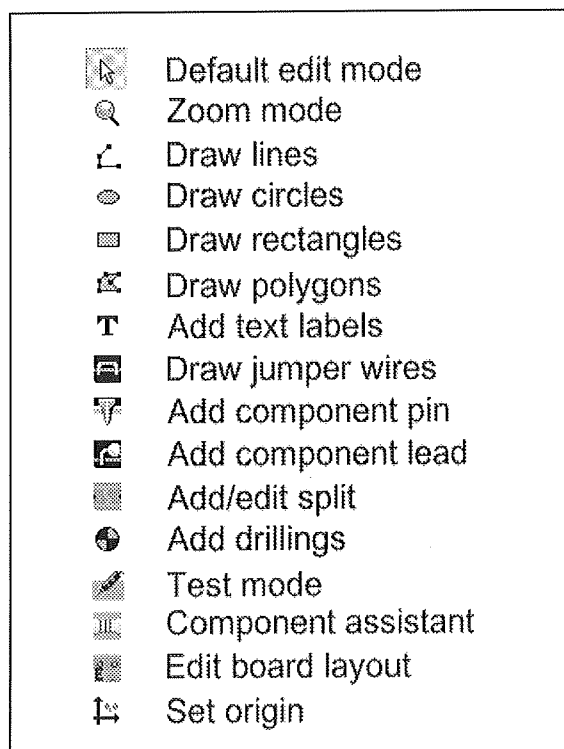 Default edit mode
Zoom mode
Draw lines
Draw circles
Draw rectangles
Draw polygons
T Add text labels
Draw jumper wires
Add component pin
Add component lead
Add/edit split
Add drillings
Test mode
Component assistant
Edit board layout
Set origin